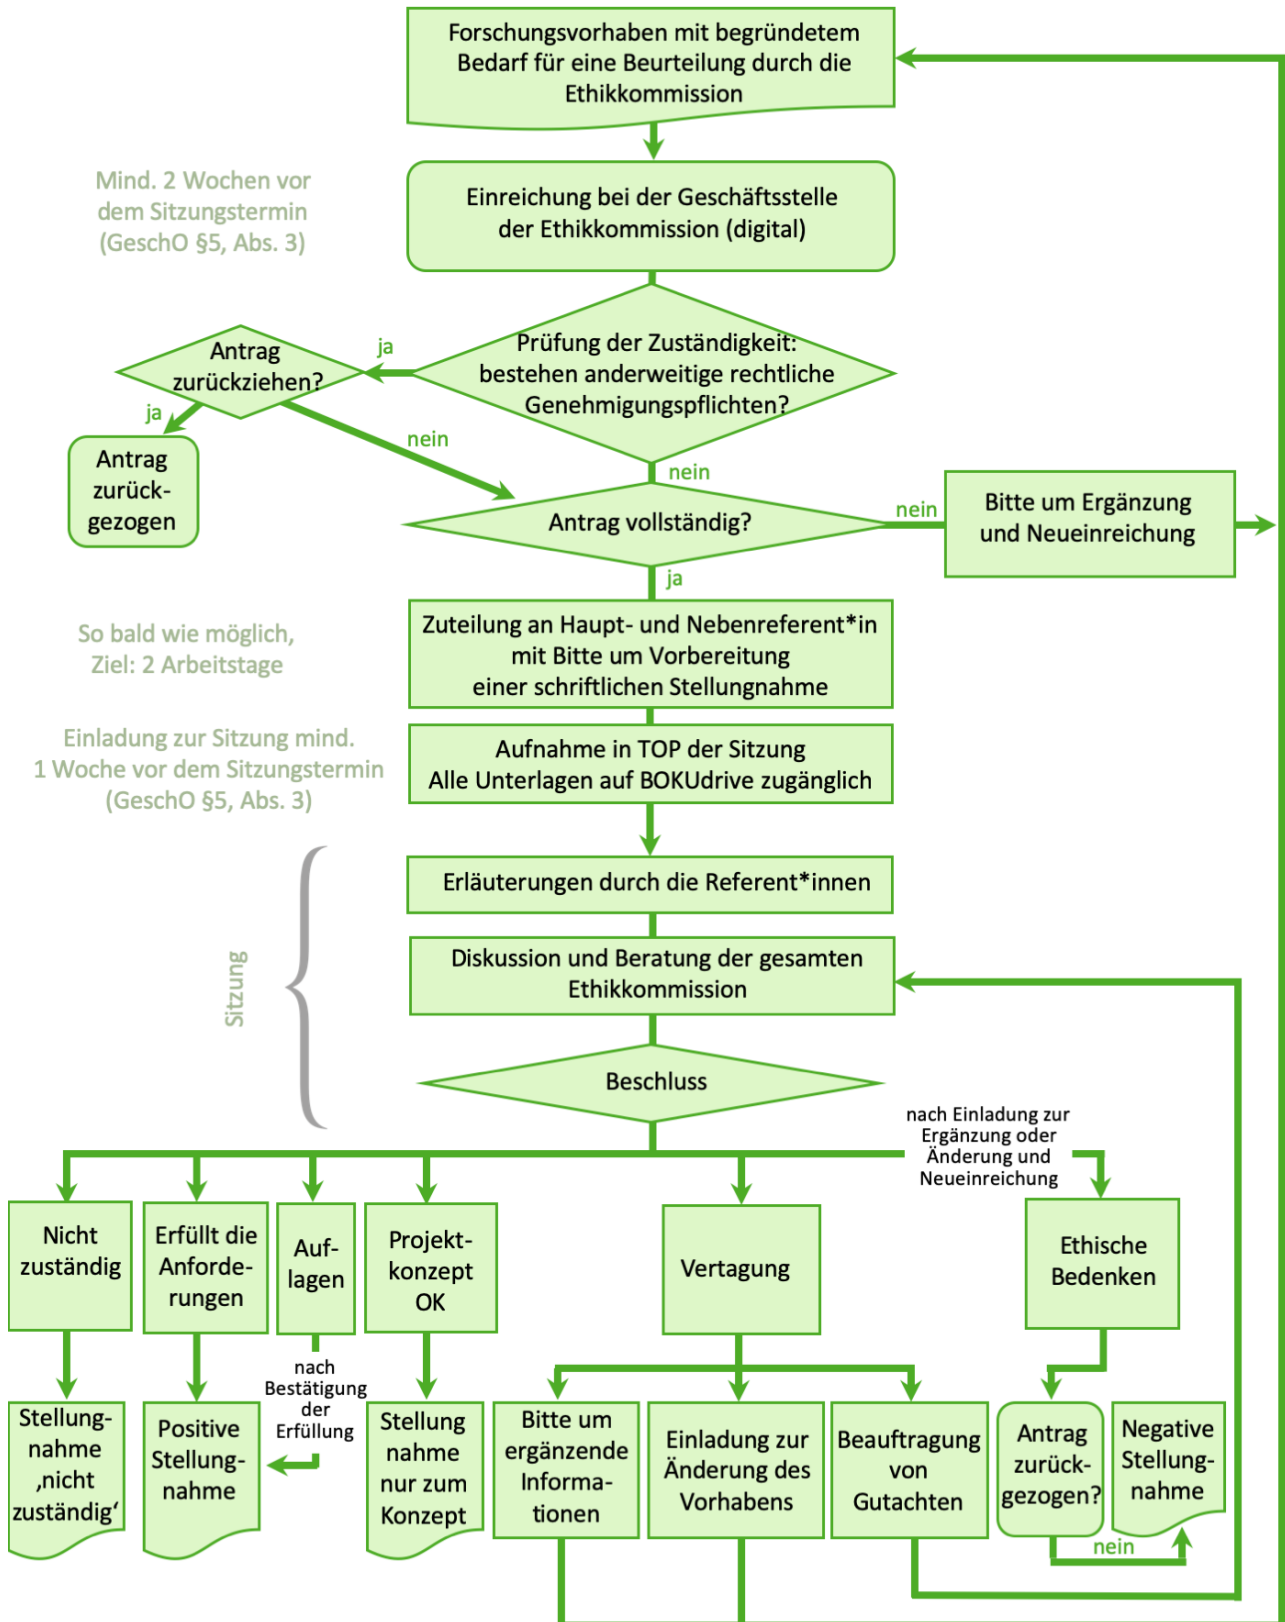 Forschungsvorhaben mit begründetem
Bedarf für eine Beurteilung durch die
Ethikkommission
Mind. 2 Wochen vor
dem Sitzungstermin
(GeschO §5, Abs. 3)
Einreichung bei der Geschäftsstelle
der Ethikkommission (digital)
Prüfung der Zuständigkeit:
bestehen anderweitige rechtliche
Genehmigungspflichten?
ja
Antrag
zurückziehen?
ja
nein
Antrag
zurück-
gezogen
nein
Antrag vollständig?
nein
Bitte um Ergänzung
und Neueinreichung
ja
So bald wie möglich,
Ziel: 2 Arbeitstage
Zuteilung an Haupt- und Nebenreferent*in
mit Bitte um Vorbereitung
einer schriftlichen Stellungnahme
Einladung zur Sitzung mind.
1 Woche vor dem Sitzungstermin
(GeschO §5, Abs. 3)
Aufnahme in TOP der Sitzung
Alle Unterlagen auf BOKUdrive zugänglich
Sitzung
Erläuterungen durch die Referent*innen
Diskussion und Beratung der gesamten
Ethikkommission
Beschluss
nach Einladung zur
Ergänzung oder
Änderung und
Neueinreichung
Nicht
zuständig
Erfüllt die
Anforde-
rungen
Auf-
lagen
Projekt-
konzept
OK
Vertagung
Ethische
Bedenken
nach
Bestätigung
der
Erfüllung
Stellung-
nahme
‚nicht
zuständig‘
Positive
Stellung-
nahme
Stellung
nahme
nur zum
Konzept
Bitte um
ergänzende
Informa-
tionen
Einladung zur
Änderung des
Vorhabens
Beauftragung
von
Gutachten
Antrag
zurück-
gezogen?
nein
Negative
Stellung-
nahme